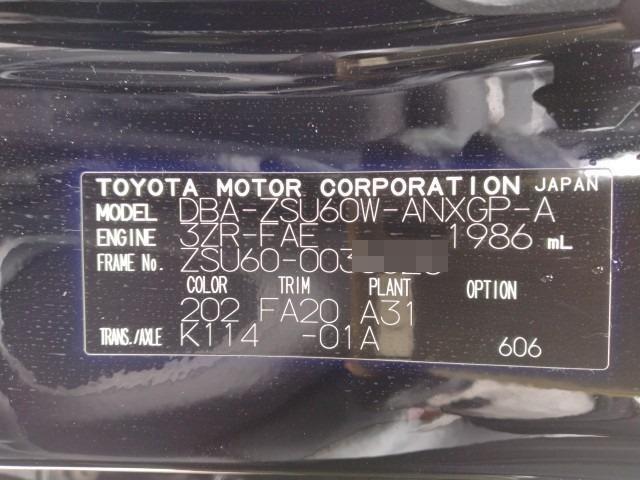 TOYOTA MOTOR CORPORATION JAPAN
MODEL DBA-ZSU60W-ANXGP-A
ENGINE 3ZR-FAE 1986 mL
FRAME No. ZSU60-003
COLOR TRIM PLANT OPTION
202 FA20 A31
TRANS./AXLE K114 -01A 606